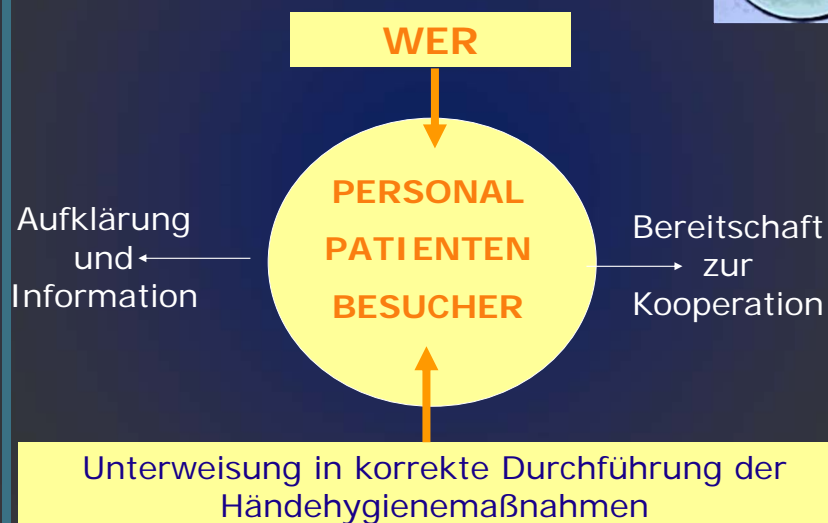 WER
PERSONAL
PATIENTEN
BESUCHER
Aufklärung
und
Information
Bereitschaft
zur
Kooperation
Unterweisung in korrekte Durchführung der
Händehygienemaßnahmen